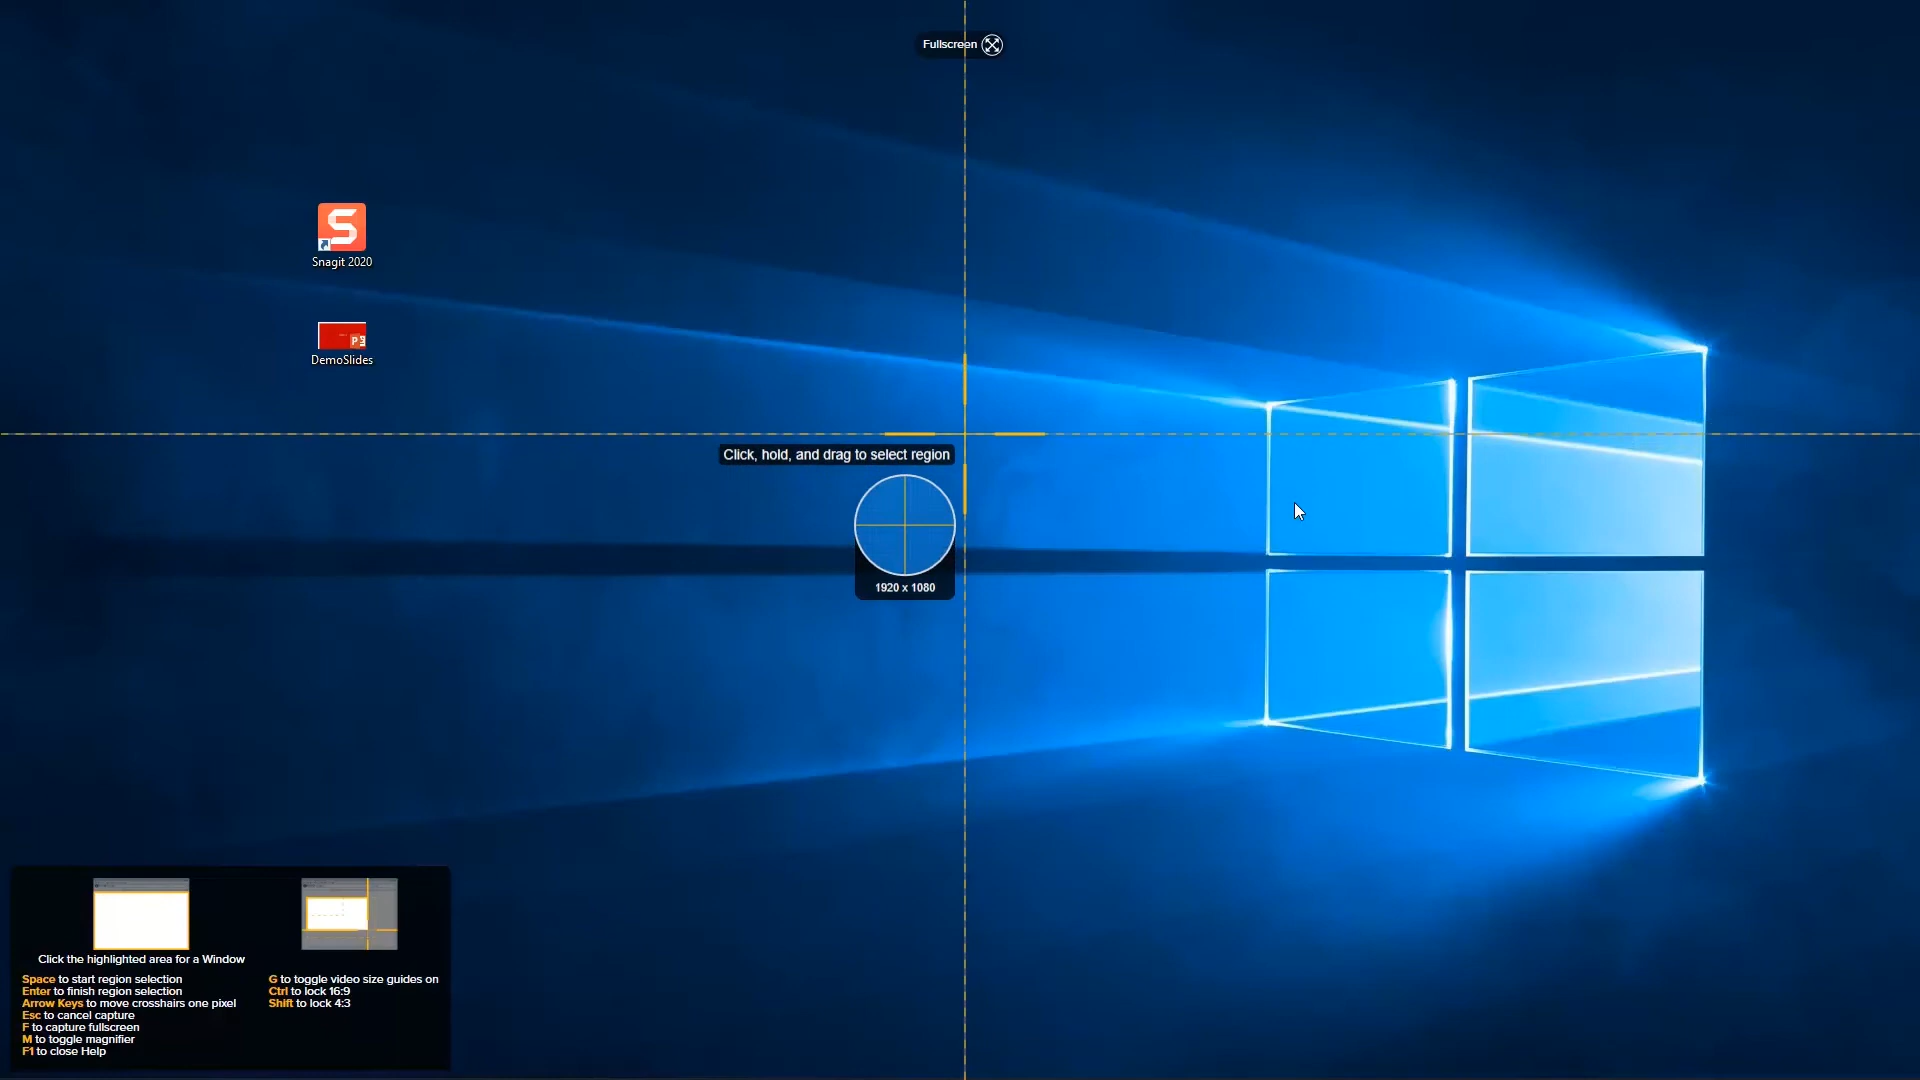 Fullscreen
Snagit 2020
DemoSlides
Click, hold, and drag to select region
1920 x 1080
Click the highlighted area for a Window
Space to start region selection
Enter to finish region selection
Arrow Keys to move crosshairs one pixel
Esc to cancel capture
F to capture fullscreen
M to toggle magnifier
F1 to close Help
G to toggle video size guides on
Ctrl to lock 16:9
Shift to lock 4:3